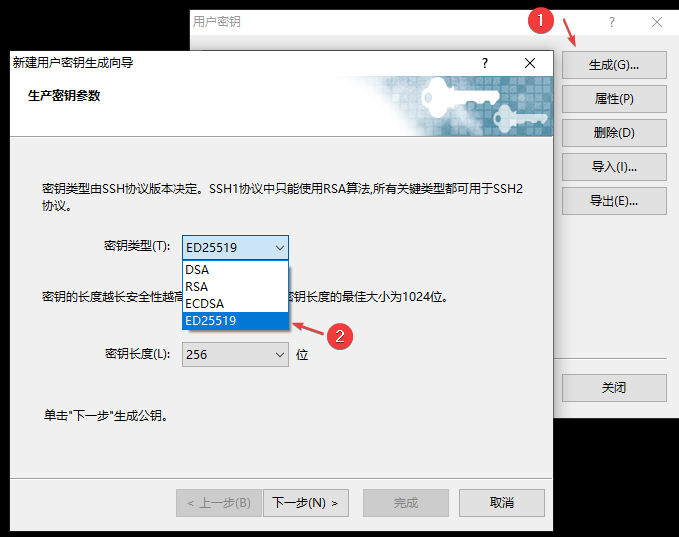 用户密钥
1
生成(G)...
属性(P)
删除(D)
导入(I)...
导出(E)...
关闭
新建用户密钥生成向导
生产密钥参数
密钥类型由SSH协议版本决定。SSH1协议中只能使用RSA算法,所有关键类型都可用于SSH2
协议。
密钥类型(T):
ED25519
DSA
RSA
ECDSA
ED25519
2
密钥的长度越长安全性越高
密钥长度的最佳大小为1024位。
密钥长度(L):
256
位
单击"下一步"生成公钥。
< 上一步(B)
下一步(N) >
完成
取消